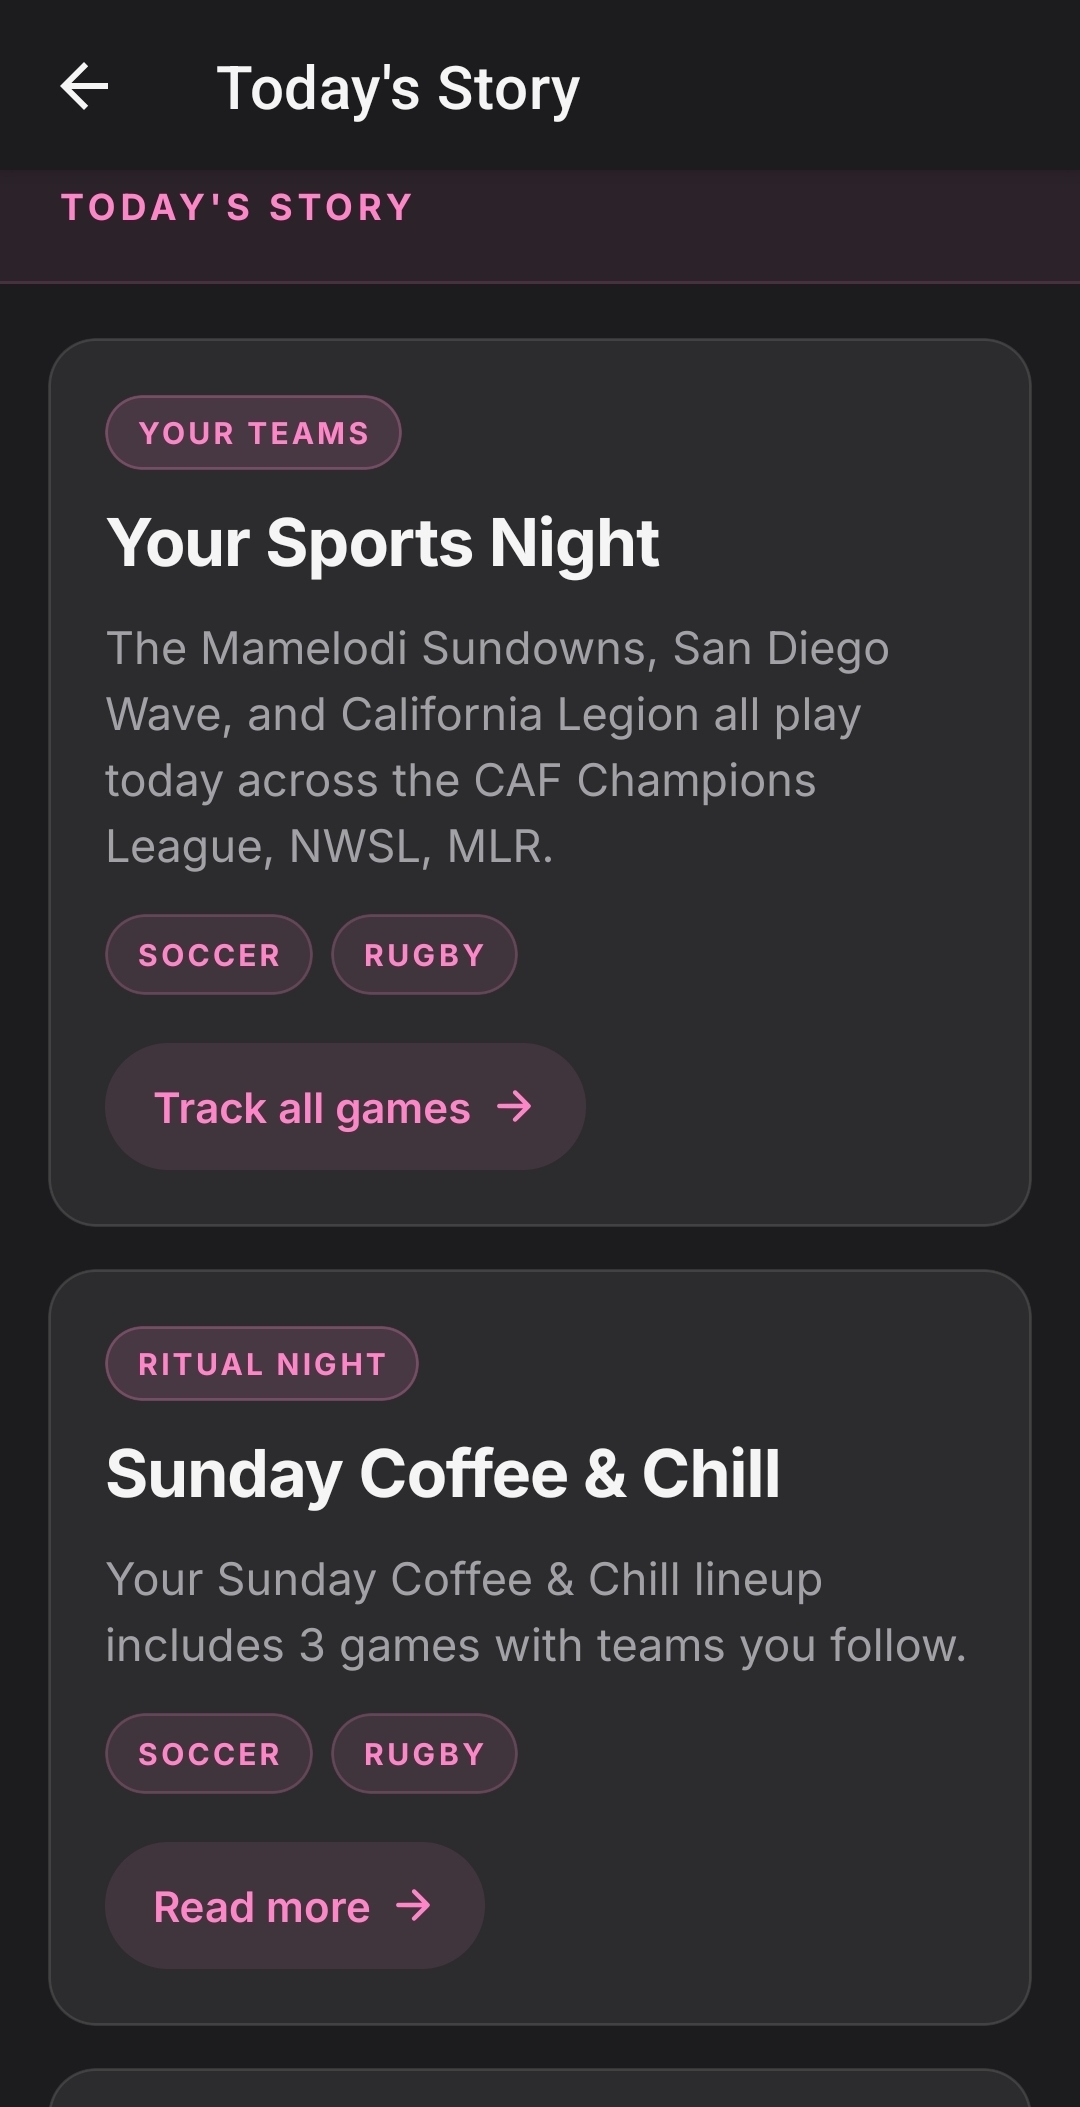 Today's Story
TODAY'S STORY
YOUR TEAMS
Your Sports Night
The Mamelodi Sundowns, San Diego
Wave, and California Legion all play
today across the CAF Champions
League, NWSL, MLR.
SOCCER RUGBY
Track all games →
RITUAL NIGHT
Sunday Coffee & Chill
Your Sunday Coffee & Chill lineup
includes 3 games with teams you follow.
SOCCER RUGBY
Read more →